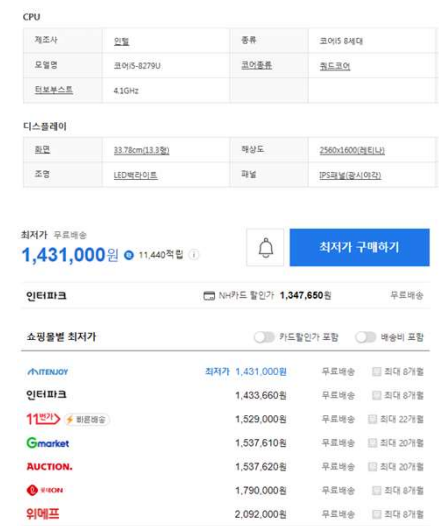 CPU
제조사 인텔 종류 코어i5 8세대
모델명 코어i5-8279U 코어종류 쿼드코어
터보부스트 4.1GHz
디스플레이
화면 33.78cm(13.3형) 해상도 2560x1600(레티나)
조명 LED백라이트 패널 IPS패널(광시야각)
최저가 무료배송
1,431,000원 11,440적립
최저가 구매하기
인터파크 NH카드 할인가 1,347,650원 무료배송
쇼핑몰별 최저가 카드할인가 포함 배송비 포함
ENJOY 최저가 1,431,000원 무료배송 최대 8개월
인터파크 1,433,660원 무료배송 최대 8개월
11번가 빠른배송 1,529,000원 무료배송 최대 22개월
Gmarket 1,537,610원 무료배송 최대 20개월
AUCTION. 1,537,620원 무료배송 최대 20개월
ON 1,790,000원 무료배송 최대 8개월
위메프 2,092,000원 무료배송 최대 8개월